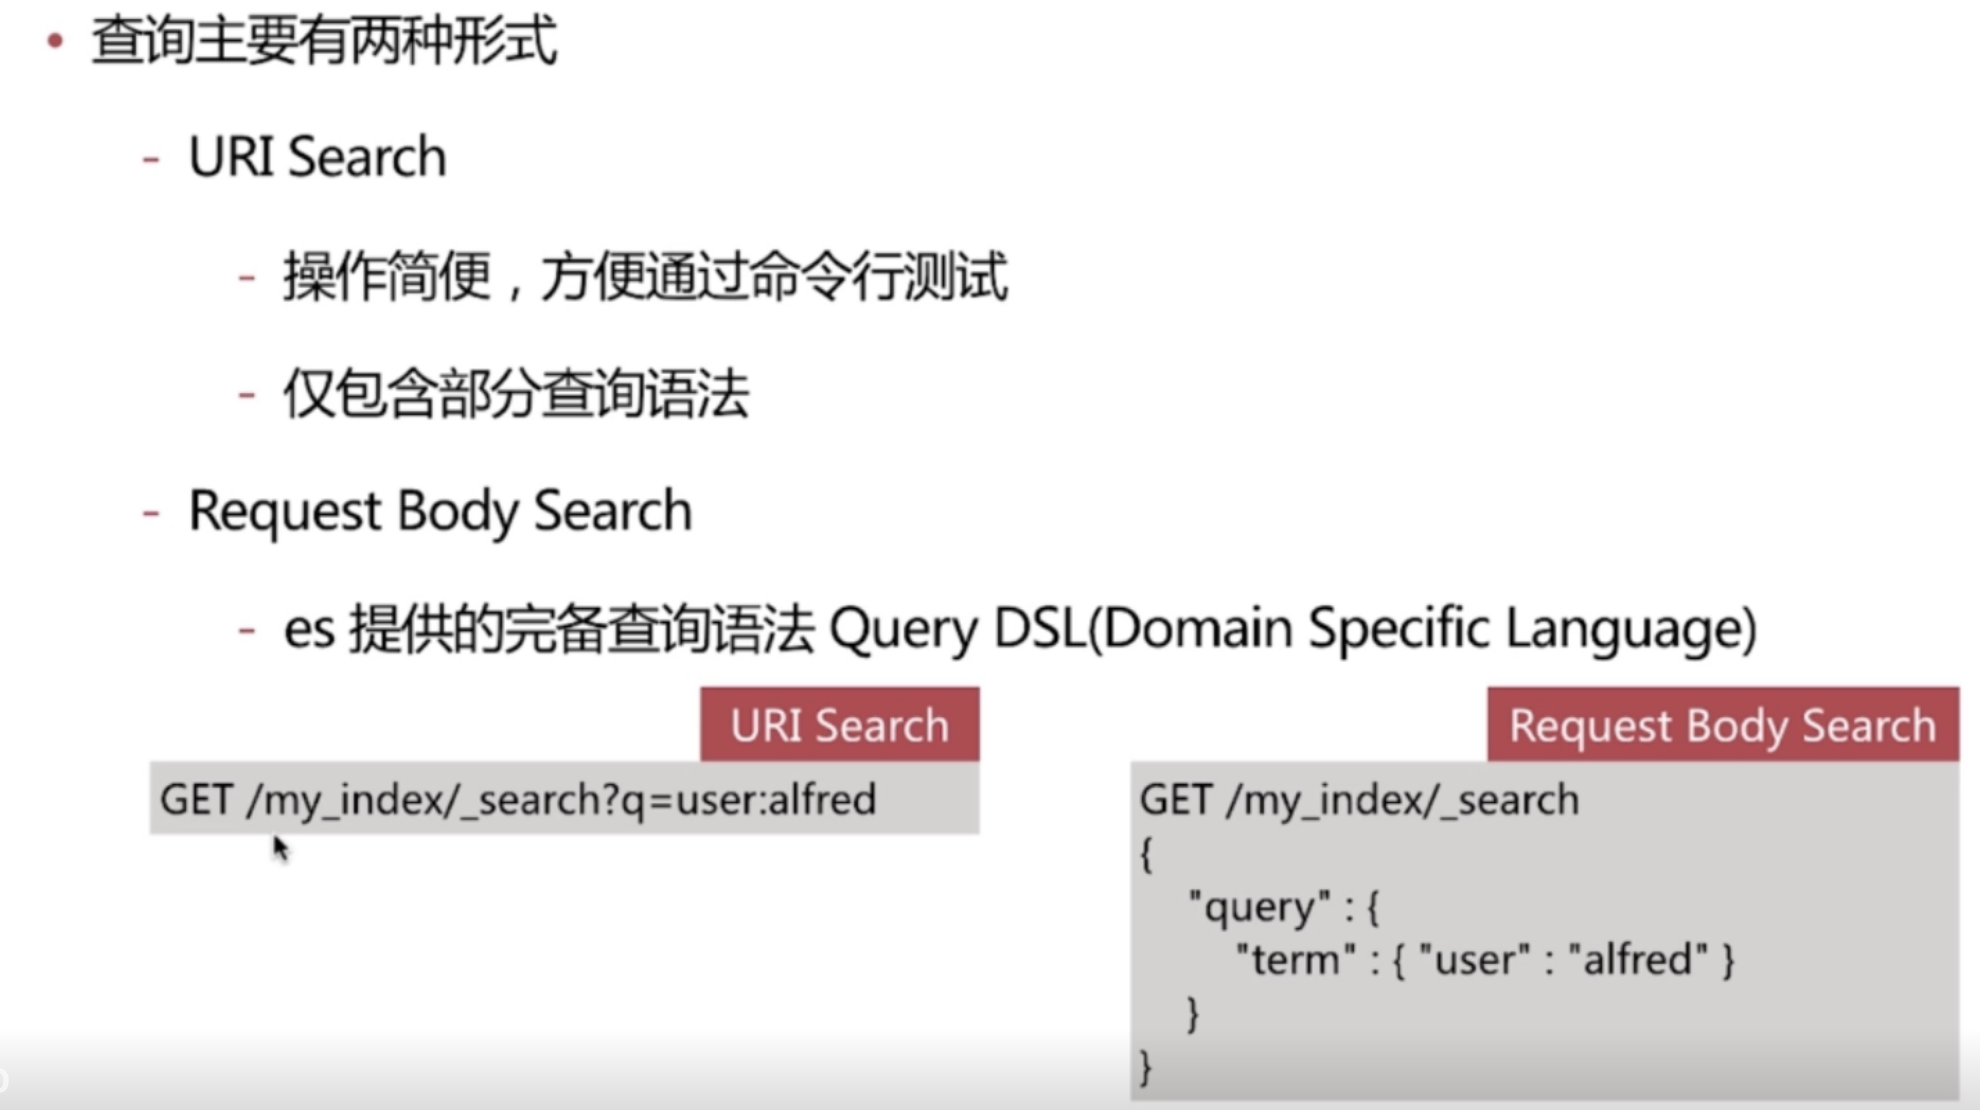 • 查询主要有两种形式
- URI Search
- 操作简便，方便通过命令行测试
- 仅包含部分查询语法
- Request Body Search
- es 提供的完备查询语法 Query DSL(Domain Specific Language)
URI Search
GET /my_index/_search?q=user:alfred
Request Body Search
GET /my_index/_search
{
"query" : {
"term" : { "user" : "alfred" }
}
}